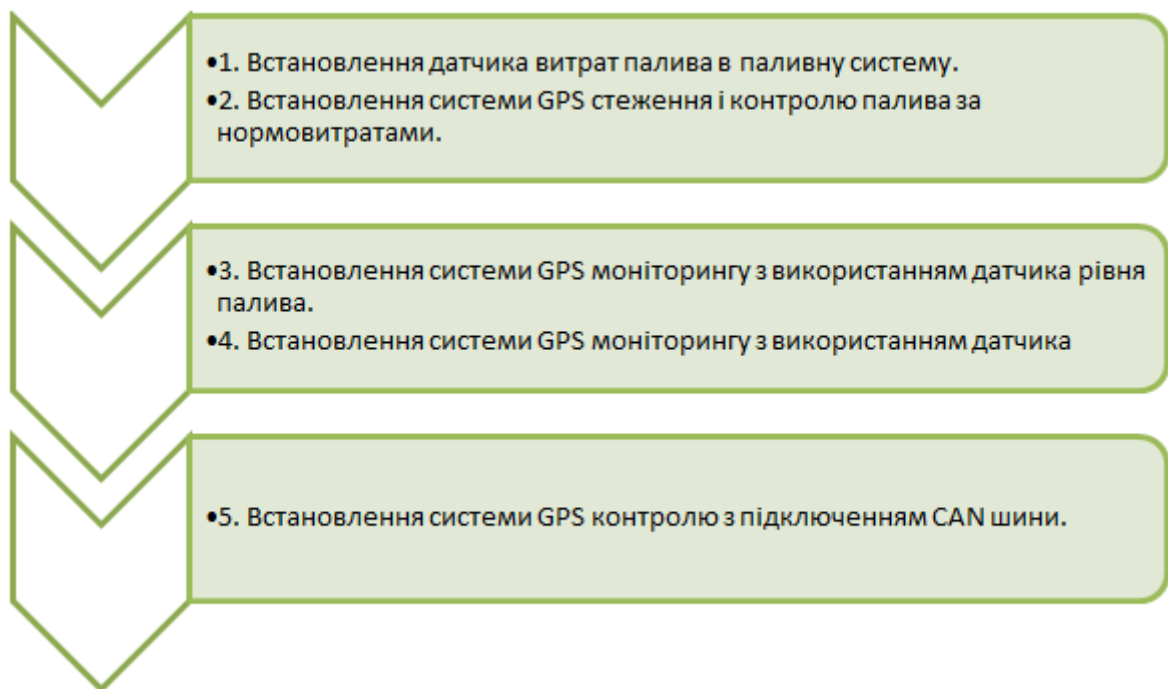 •1. Встановлення датчика витрат палива в паливну систему.
•2. Встановлення системи GPS стеження і контролю палива за
нормовитратами.
•3. Встановлення системи GPS моніторингу з використанням датчика рівня
палива.
•4. Встановлення системи GPS моніторингу з використанням датчика
•5. Встановлення системи GPS контролю з підключенням CAN шини.